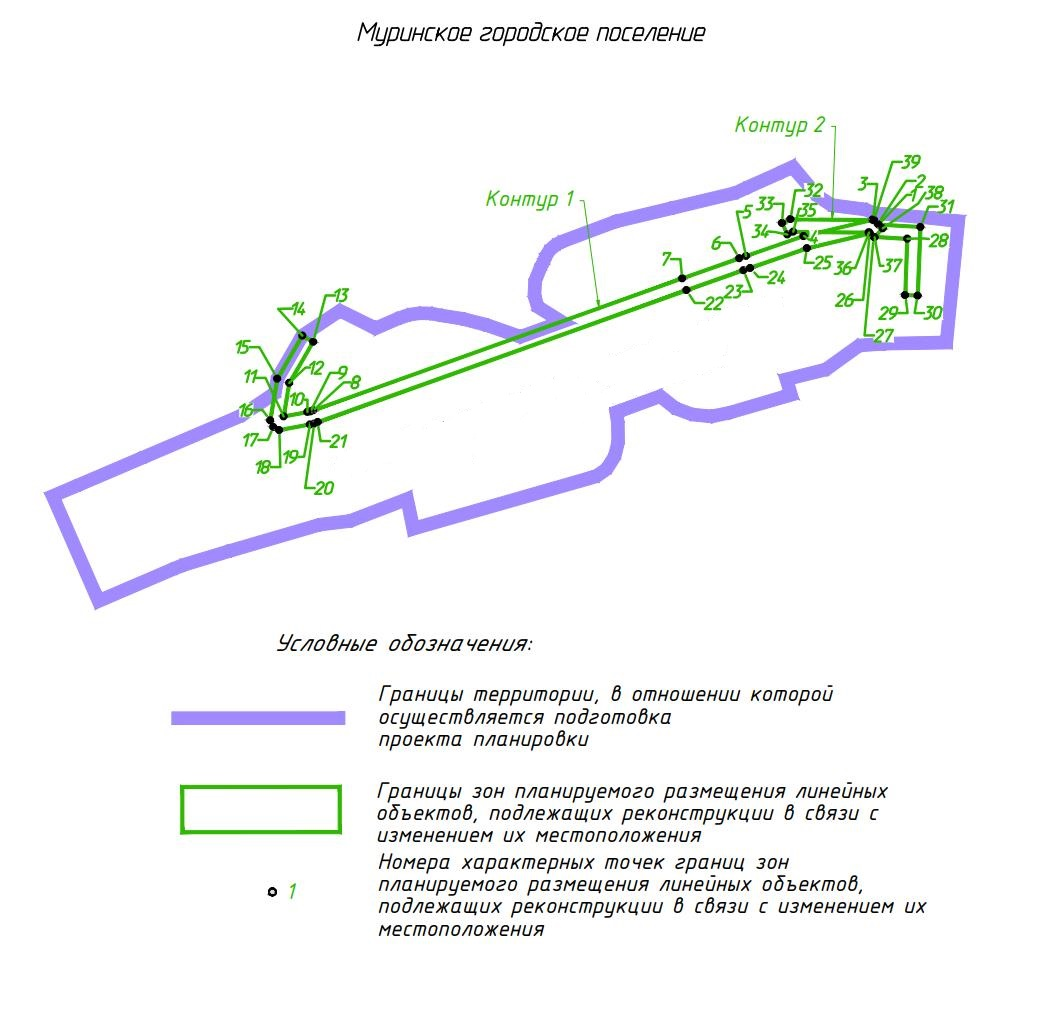 Муринское городское поселение
Контур 2
Контур 1
39
3
2
1
38
32
33
35
31
5
34
4
28
6
25
36
37
7
24
23
26
22
29
30
27
13
14
15
12
11
9
8
10
16
17
21
19
18
20
Условные обозначения:
Границы территории, в отношении которой
осуществляется подготовка
проекта планировки
Границы зон планируемого размещения линейных
объектов, подлежащих реконструкции в связи с
изменением их местоположения
Номера характерных точек границ зон
планируемого размещения линейных объектов,
подлежащих реконструкции в связи с изменением их
местоположения
1